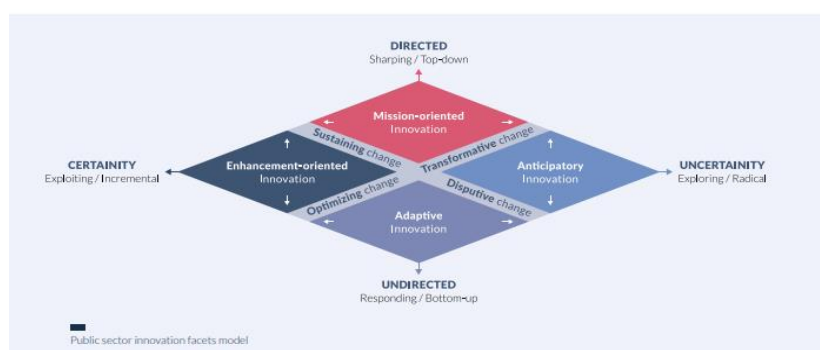 DIRECTED
Sharping / Top-down
Mission-oriented
Innovation
Sustaining change
Transformative change
CERTAINITY
Exploiting / Incremental
Enhancement-oriented
Innovation
Anticipatory
Innovation
UNCERTAINITY
Exploring / Radical
Optimizing change
Disputive change
Adaptive
Innovation
UNDIRECTED
Responding / Bottom-up
Public sector innovation facets model